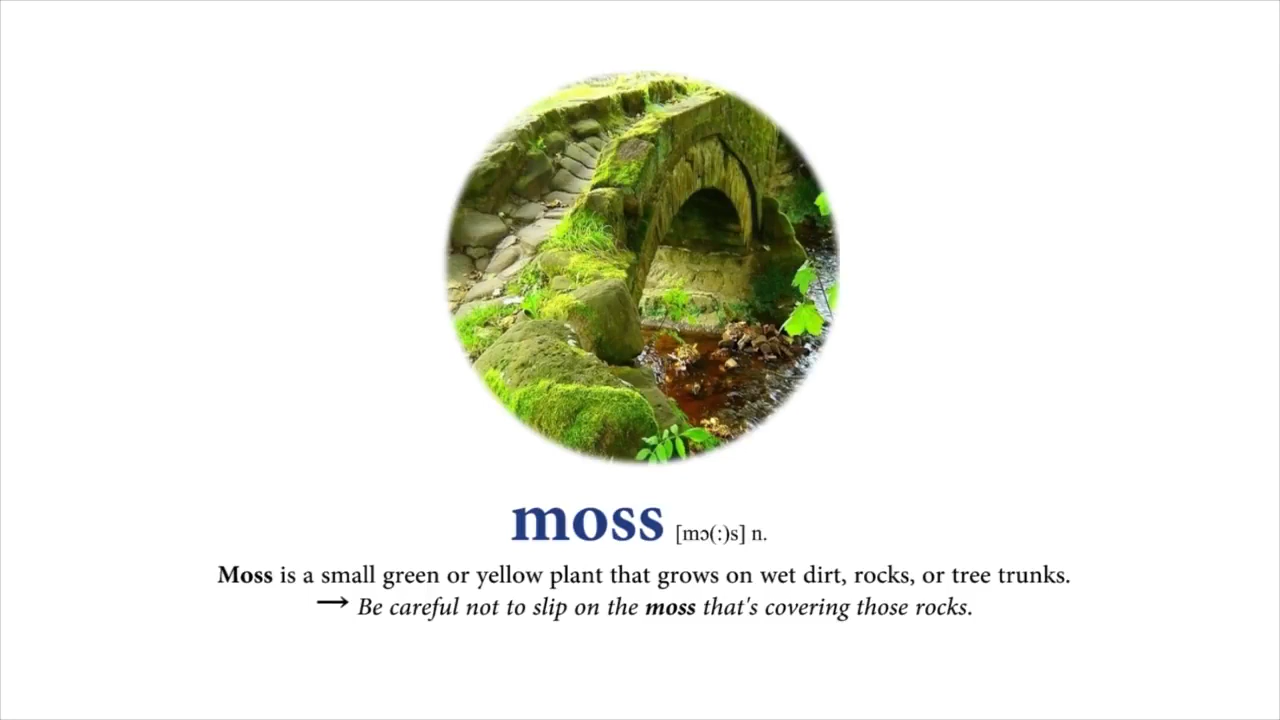 moss [mɔ(:)s] n.
Moss is a small green or yellow plant that grows on wet dirt, rocks, or tree trunks.
→ Be careful not to slip on the moss that's covering those rocks.